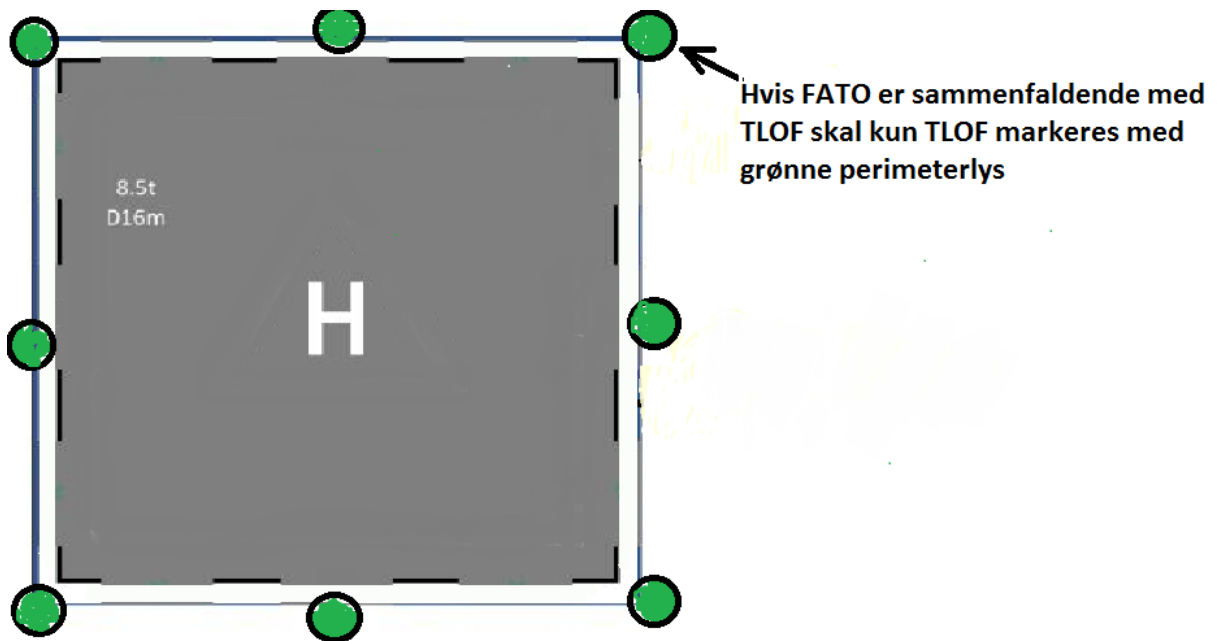 Hvis FATO er sammenfaldende med
TLOF skal kun TLOF markeres med
grønne perimeterlys
8.5t
D16m
H